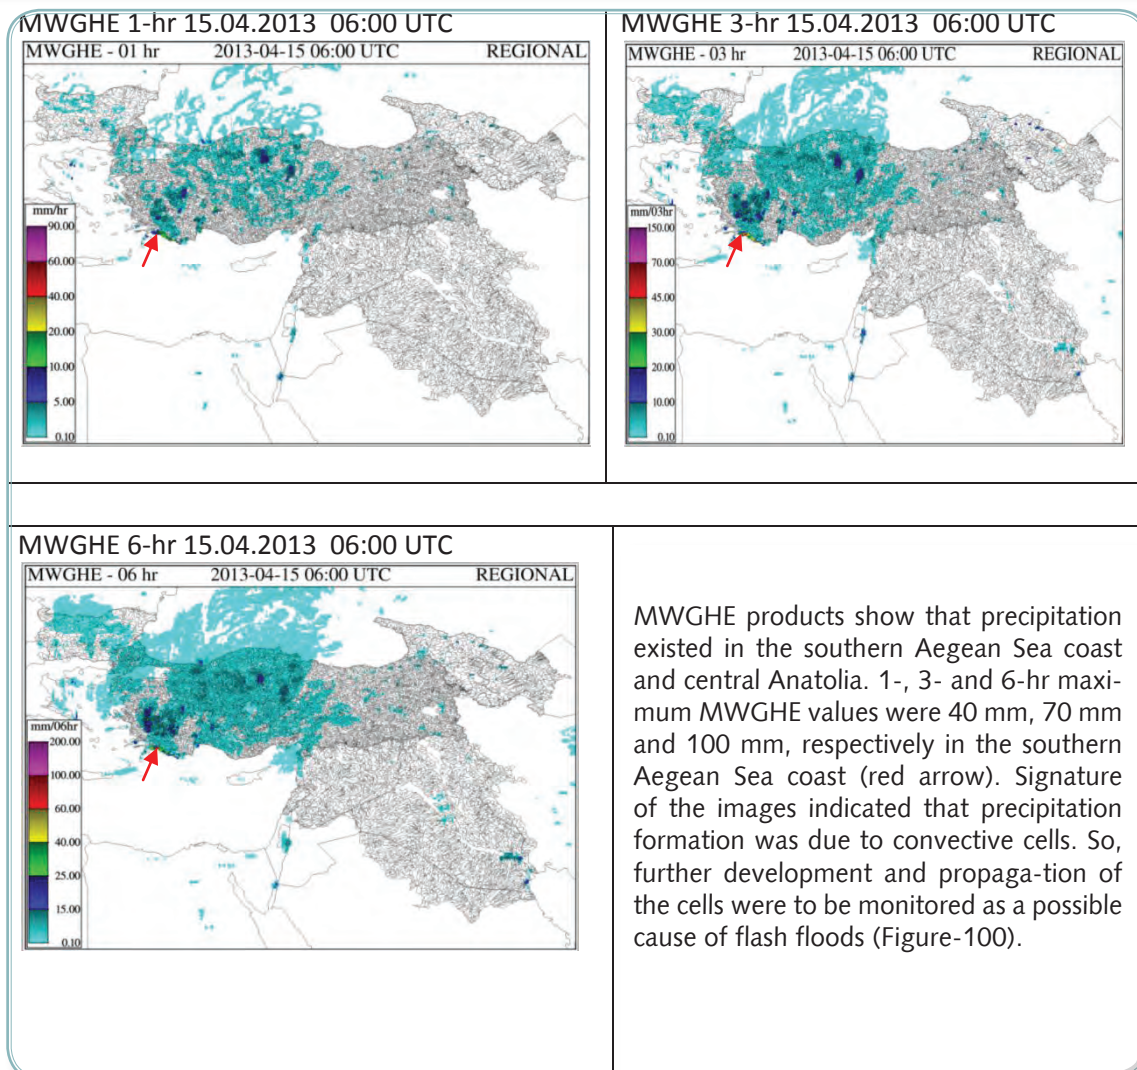 MWGHE 1-hr 15.04.2013 06:00 UTC
MWGHE - 01 hr 2013-04-15 06:00 UTC REGIONAL
mm/hr
90.00
60.00
40.00
20.00
10.00
5.00
0.10
MWGHE 3-hr 15.04.2013 06:00 UTC
MWGHE - 03 hr 2013-04-15 06:00 UTC REGIONAL
mm/03hr
150.00
70.00
45.00
30.00
20.00
10.00
0.10
MWGHE 6-hr 15.04.2013 06:00 UTC
MWGHE - 06 hr 2013-04-15 06:00 UTC REGIONAL
mm/06hr
200.00
100.00
60.00
40.00
25.00
15.00
0.10
MWGHE products show that precipitation
existed in the southern Aegean Sea coast
and central Anatolia. 1-, 3- and 6-hr maxi-
mum MWGHE values were 40 mm, 70 mm
and 100 mm, respectively in the southern
Aegean Sea coast (red arrow). Signature
of the images indicated that precipitation
formation was due to convective cells. So,
further development and propaga-tion of
the cells were to be monitored as a possible
cause of flash floods (Figure-100).